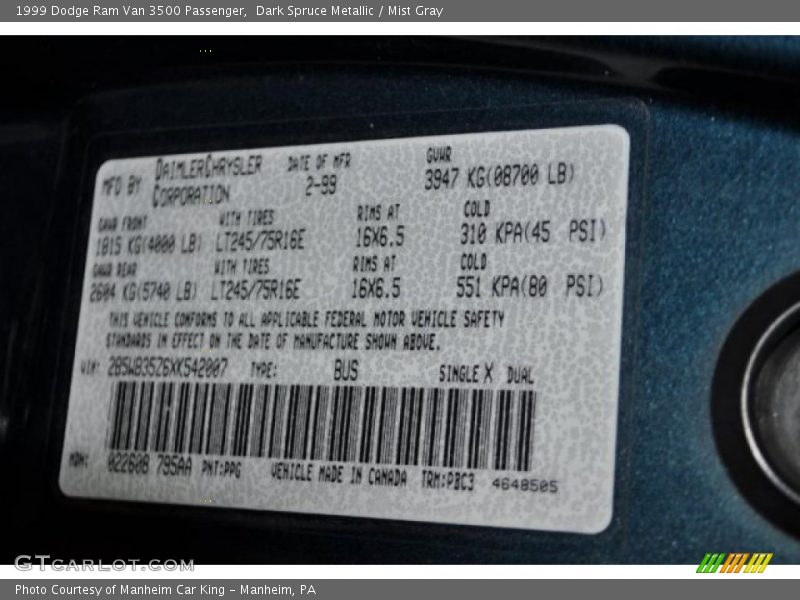 1999 Dodge Ram Van 3500 Passenger, Dark Spruce Metallic / Mist Gray
MFD BY DAIMLERCHRYSLER CORPORATION DATE OF MFR 2-99 GVWR 3947 KG(08700 LB)
GAWR FRONT WITH TIRES RIMS AT COLD
1815 KG(4000 LB) LT245/75R16E 16X6.5 310 KPA(45 PSI)
GAWR REAR WITH TIRES RIMS AT COLD
2604 KG(5740 LB) LT245/75R16E 16X6.5 551 KPA(80 PSI)
THIS VEHICLE CONFORMS TO ALL APPLICABLE FEDERAL MOTOR VEHICLE SAFETY
STANDARDS IN EFFECT ON THE DATE OF MANUFACTURE SHOWN ABOVE.
VIN: 2B5WB35Z6XK542007 TYPE: BUS SINGLE X DUAL
MDH: 022608 795AA PNT:PPG VEHICLE MADE IN CANADA TRM:P3C3 4648505
GTCARLOT.COM
Photo Courtesy of Manheim Car King - Manheim, PA